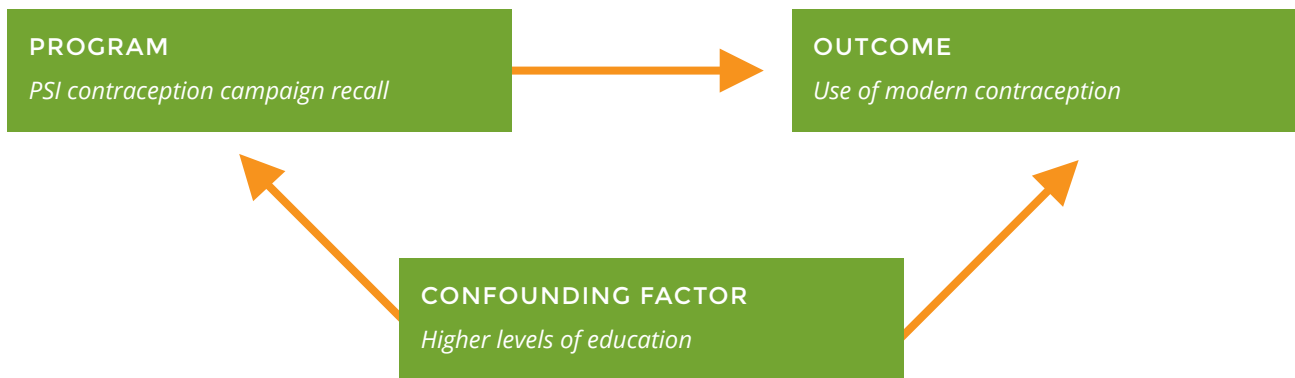 PROGRAM
PSI contraception campaign recall
OUTCOME
Use of modern contraception
CONFOUNDING FACTOR
Higher levels of education